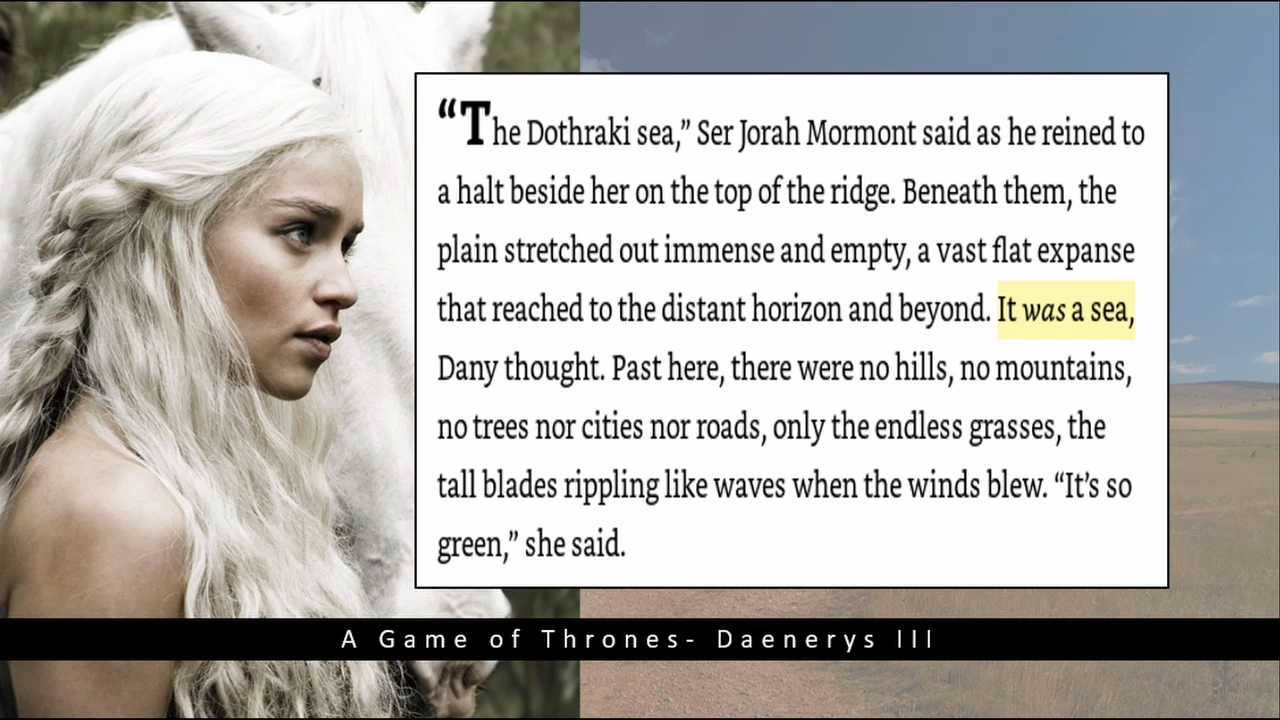 “The Dothraki sea,” Ser Jorah Mormont said as he reined to
a halt beside her on the top of the ridge. Beneath them, the
plain stretched out immense and empty, a vast flat expanse
that reached to the distant horizon and beyond. It was a sea,
Dany thought. Past here, there were no hills, no mountains,
no trees nor cities nor roads, only the endless grasses, the
tall blades rippling like waves when the winds blew. “It’s so
green,” she said.
A Game of Thrones- Daenerys III